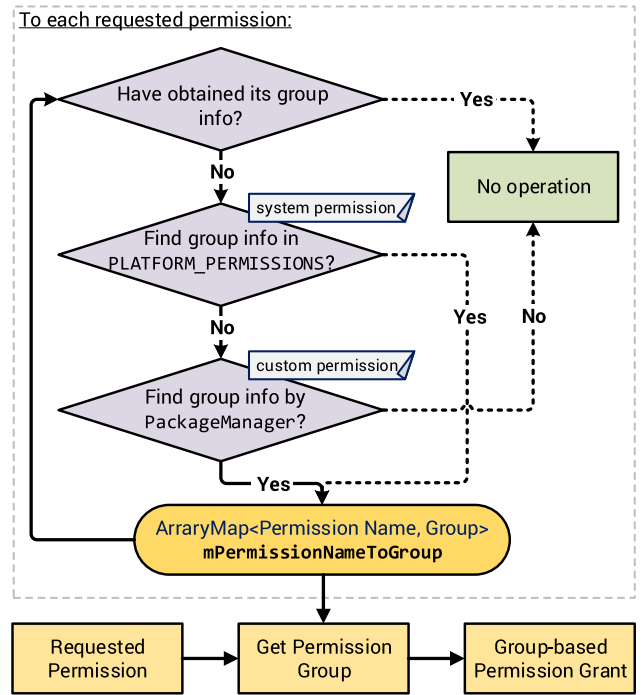 To each requested permission:
Have obtained its group
info?
Yes
No
No operation
system permission
Find group info in
PLATFORM_PERMISSIONS?
Yes
No
No
custom permission
Find group info by
PackageManager?
Yes
ArraryMap<Permission Name, Group>
mPermissionNameToGroup
Requested
Permission
Get Permission
Group
Group-based
Permission Grant